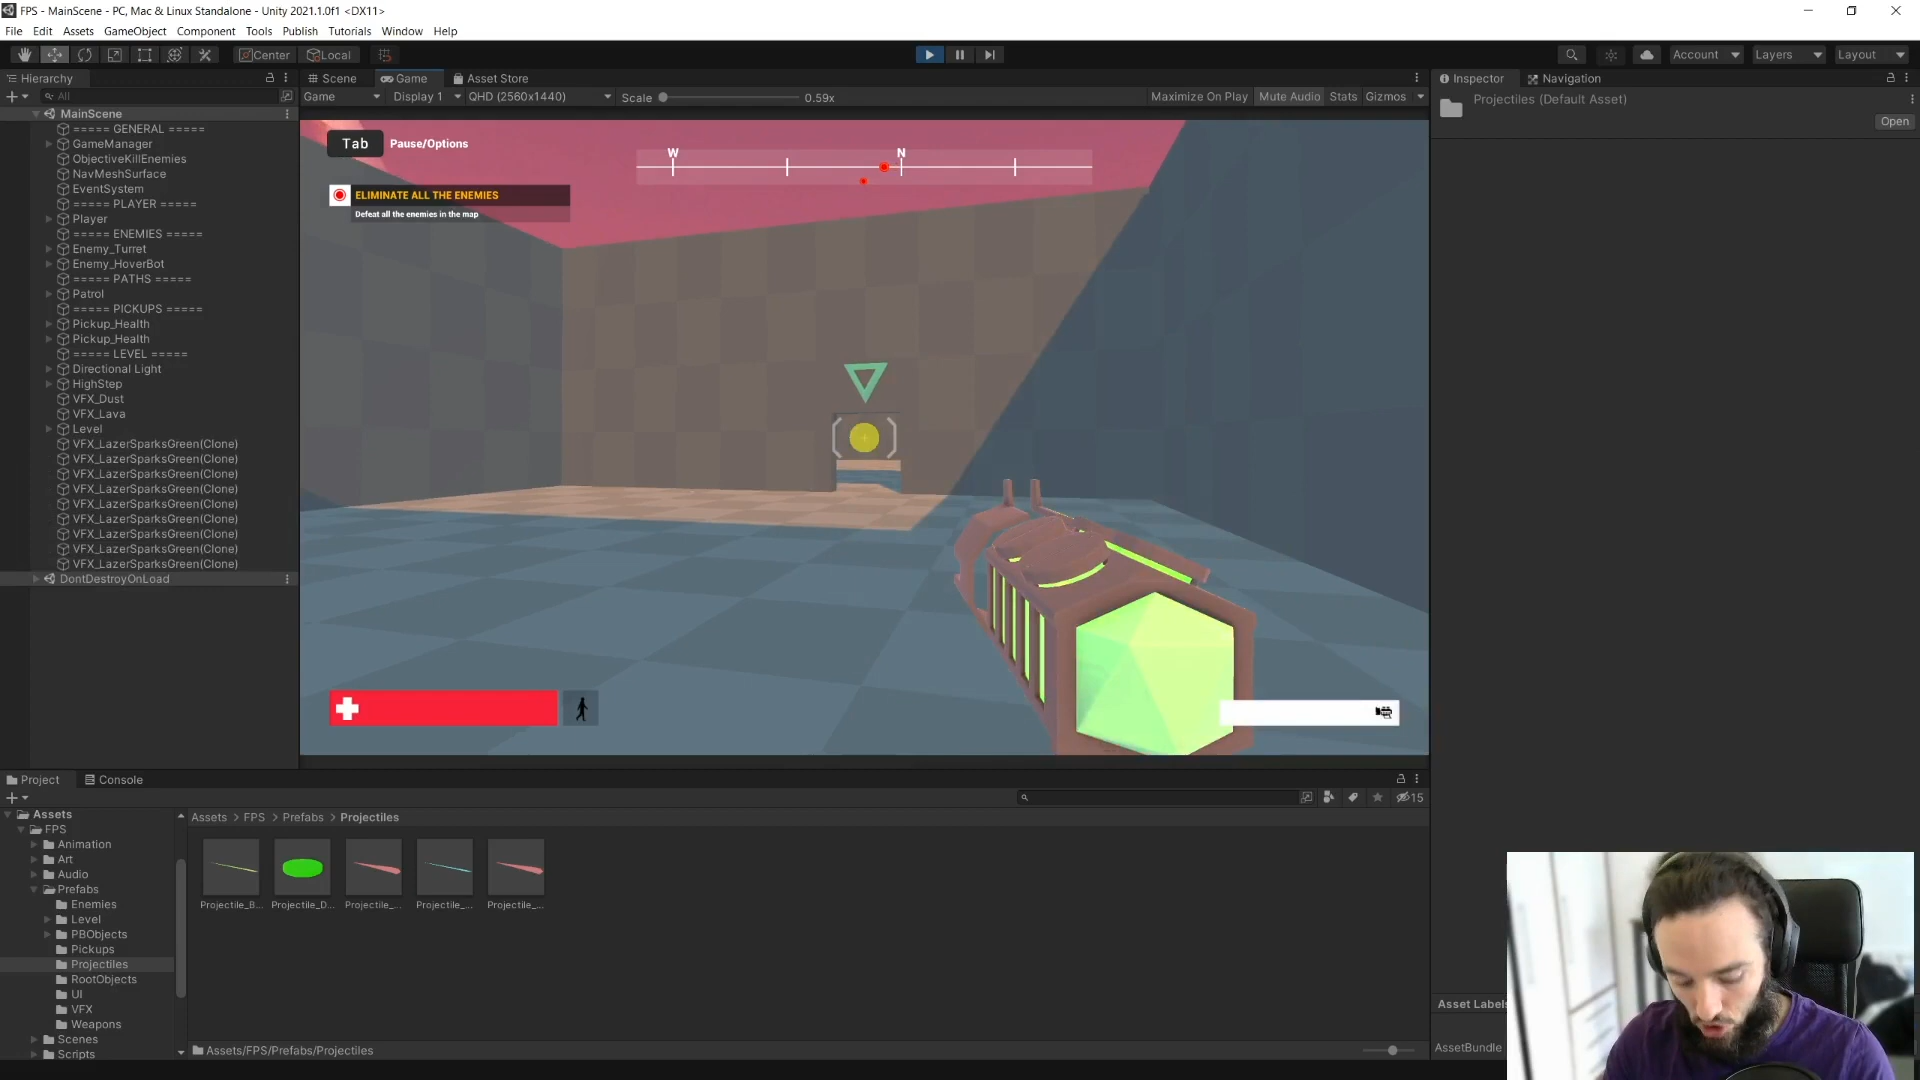 FPS - MainScene - PC, Mac & Linux Standalone - Unity 2021.1.0f1 <DX11>
File Edit Assets GameObject Component Tools Publish Tutorials Window Help
Center Local Account Layers Layout
Hierarchy
All
MainScene
===== GENERAL =====
GameManager
ObjectiveKillEnemies
NavMeshSurface
EventSystem
===== PLAYER =====
Player
===== ENEMIES =====
Enemy_Turret
Enemy_HoverBot
===== PATHS =====
Patrol
===== PICKUPS =====
Pickup_Health
Pickup_Health
===== LEVEL =====
Directional Light
HighStep
VFX_Dust
VFX_Lava
Level
VFX_LazerSparksGreen(Clone)
VFX_LazerSparksGreen(Clone)
VFX_LazerSparksGreen(Clone)
VFX_LazerSparksGreen(Clone)
VFX_LazerSparksGreen(Clone)
VFX_LazerSparksGreen(Clone)
VFX_LazerSparksGreen(Clone)
VFX_LazerSparksGreen(Clone)
VFX_LazerSparksGreen(Clone)
DontDestroyOnLoad
Scene Game Asset Store
Game Display 1 QHD (2560x1440) Scale 0.59x Maximize On Play Mute Audio Stats Gizmos
Tab Pause/Options
W N
ELIMINATE ALL THE ENEMIES
Defeat all the enemies in the map
Inspector Navigation
Projectiles (Default Asset)
Open
Asset Labels
AssetBundle
Project Console
15
Assets
FPS
Animation
Art
Audio
Prefabs
Enemies
Level
PBObjects
Pickups
Projectiles
RootObjects
UI
VFX
Weapons
Scenes
Scripts
Assets > FPS > Prefabs > Projectiles
Projectile_B... Projectile_D... Projectile_... Projectile_... Projectile_...
Assets/FPS/Prefabs/Projectiles